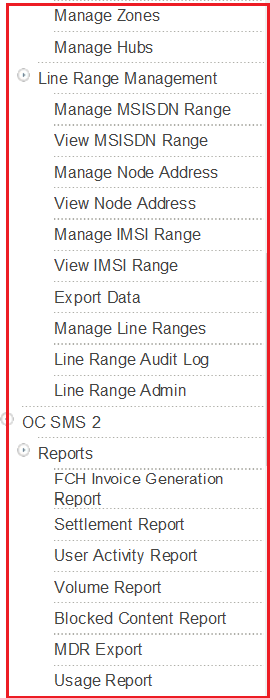 Manage Zones
Manage Hubs
Line Range Management
Manage MSISDN Range
View MSISDN Range
Manage Node Address
View Node Address
Manage IMSI Range
View IMSI Range
Export Data
Manage Line Ranges
Line Range Audit Log
Line Range Admin
OC SMS 2
Reports
FCH Invoice Generation
Report
Settlement Report
User Activity Report
Volume Report
Blocked Content Report
MDR Export
Usage Report